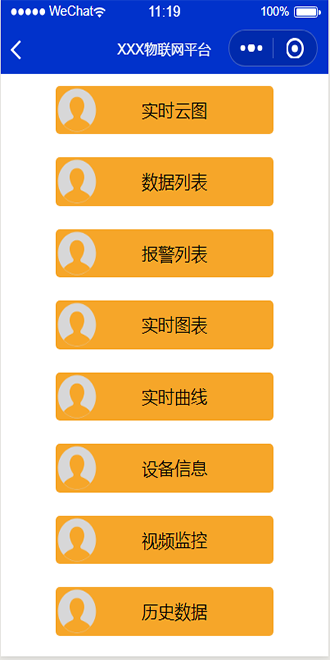 WeChat 11:19 100%
XXX物联网平台
实时云图
数据列表
报警列表
实时图表
实时曲线
设备信息
视频监控
历史数据